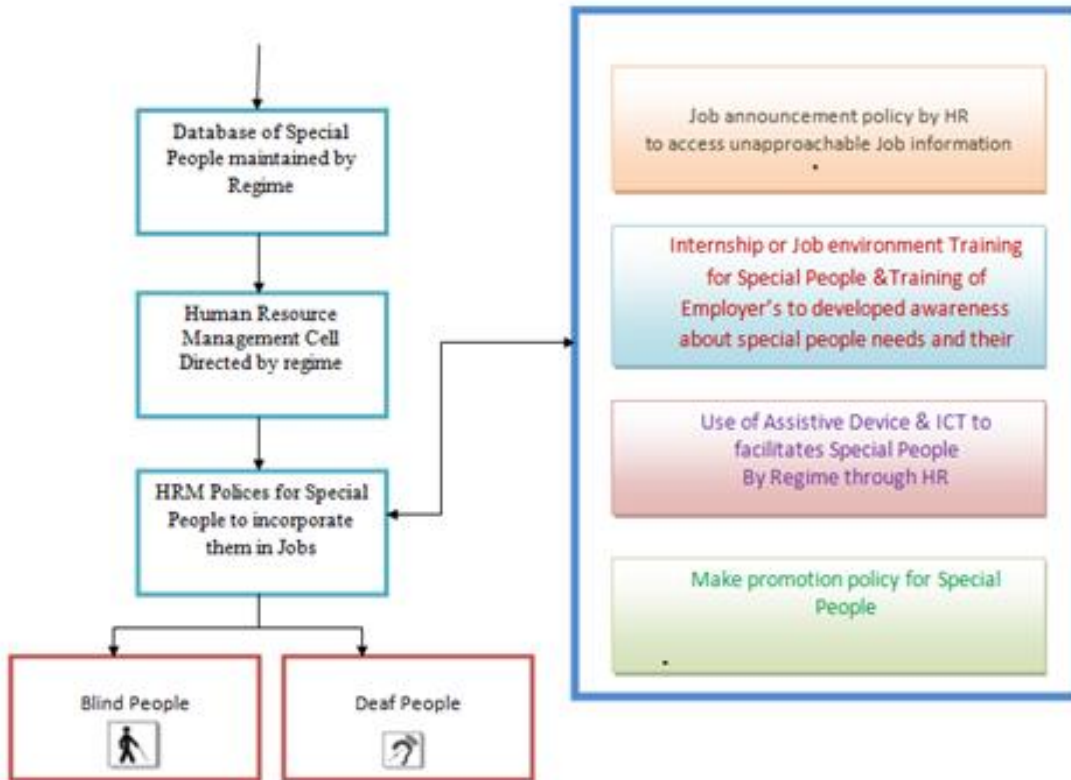 Database of Special
People maintained by
Regime
Human Resource
Management Cell
Directed by regime
HRM Polices for Special
People to incorporate
them in Jobs
Blind People
Deaf People
Job announcement policy by HR
to access unapproachable Job information
Internship or Job environment Training
for Special People &Training of
Employer's to developed awareness
about special people needs and their
Use of Assistive Device & ICT to
facilitates Special People
By Regime through HR
Make promotion policy for Special
People